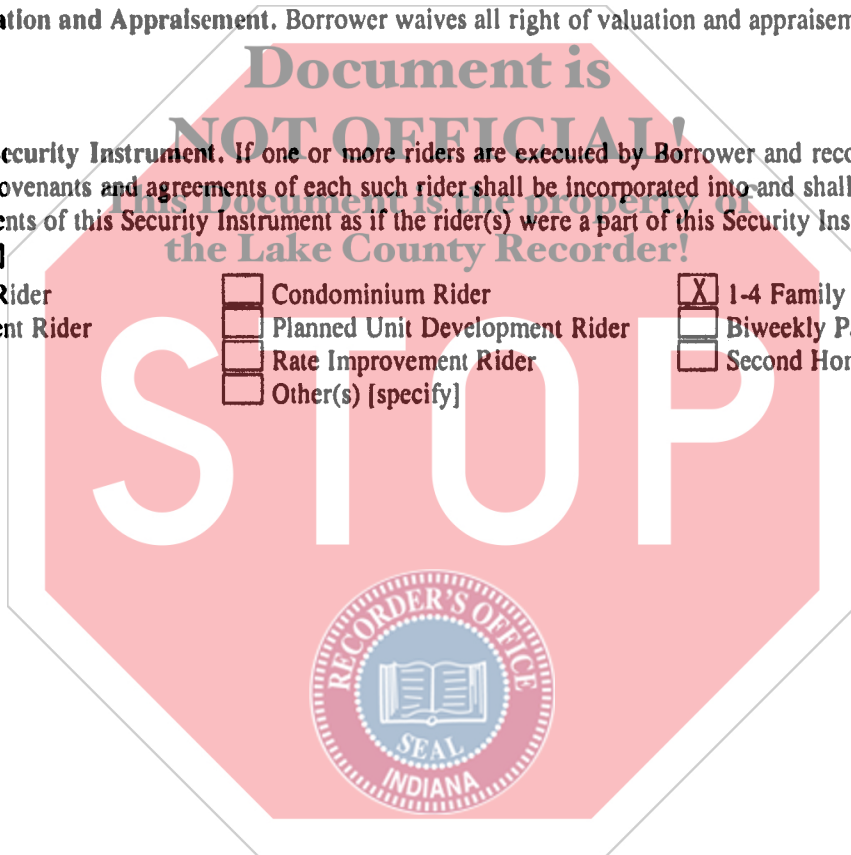 ation and Appraisement. Borrower waives all right of valuation and appraisem
Document is
NOT OFFICIAL!
ecurity Instrument. If one or more riders are executed by Borrower and reco
ovenants and agreements of each such rider shall be incorporated into and shall
This Document is the property of
ents of this Security Instrument as if the rider(s) were a part of this Security Ins
the Lake County Recorder!
]
Rider Condominium Rider X 1-4 Family
ent Rider Planned Unit Development Rider Biweekly Pa
Rate Improvement Rider Second Hom
Other(s) [specify]
STOP
RECORDER'S OFFICE
SEAL
INDIANA